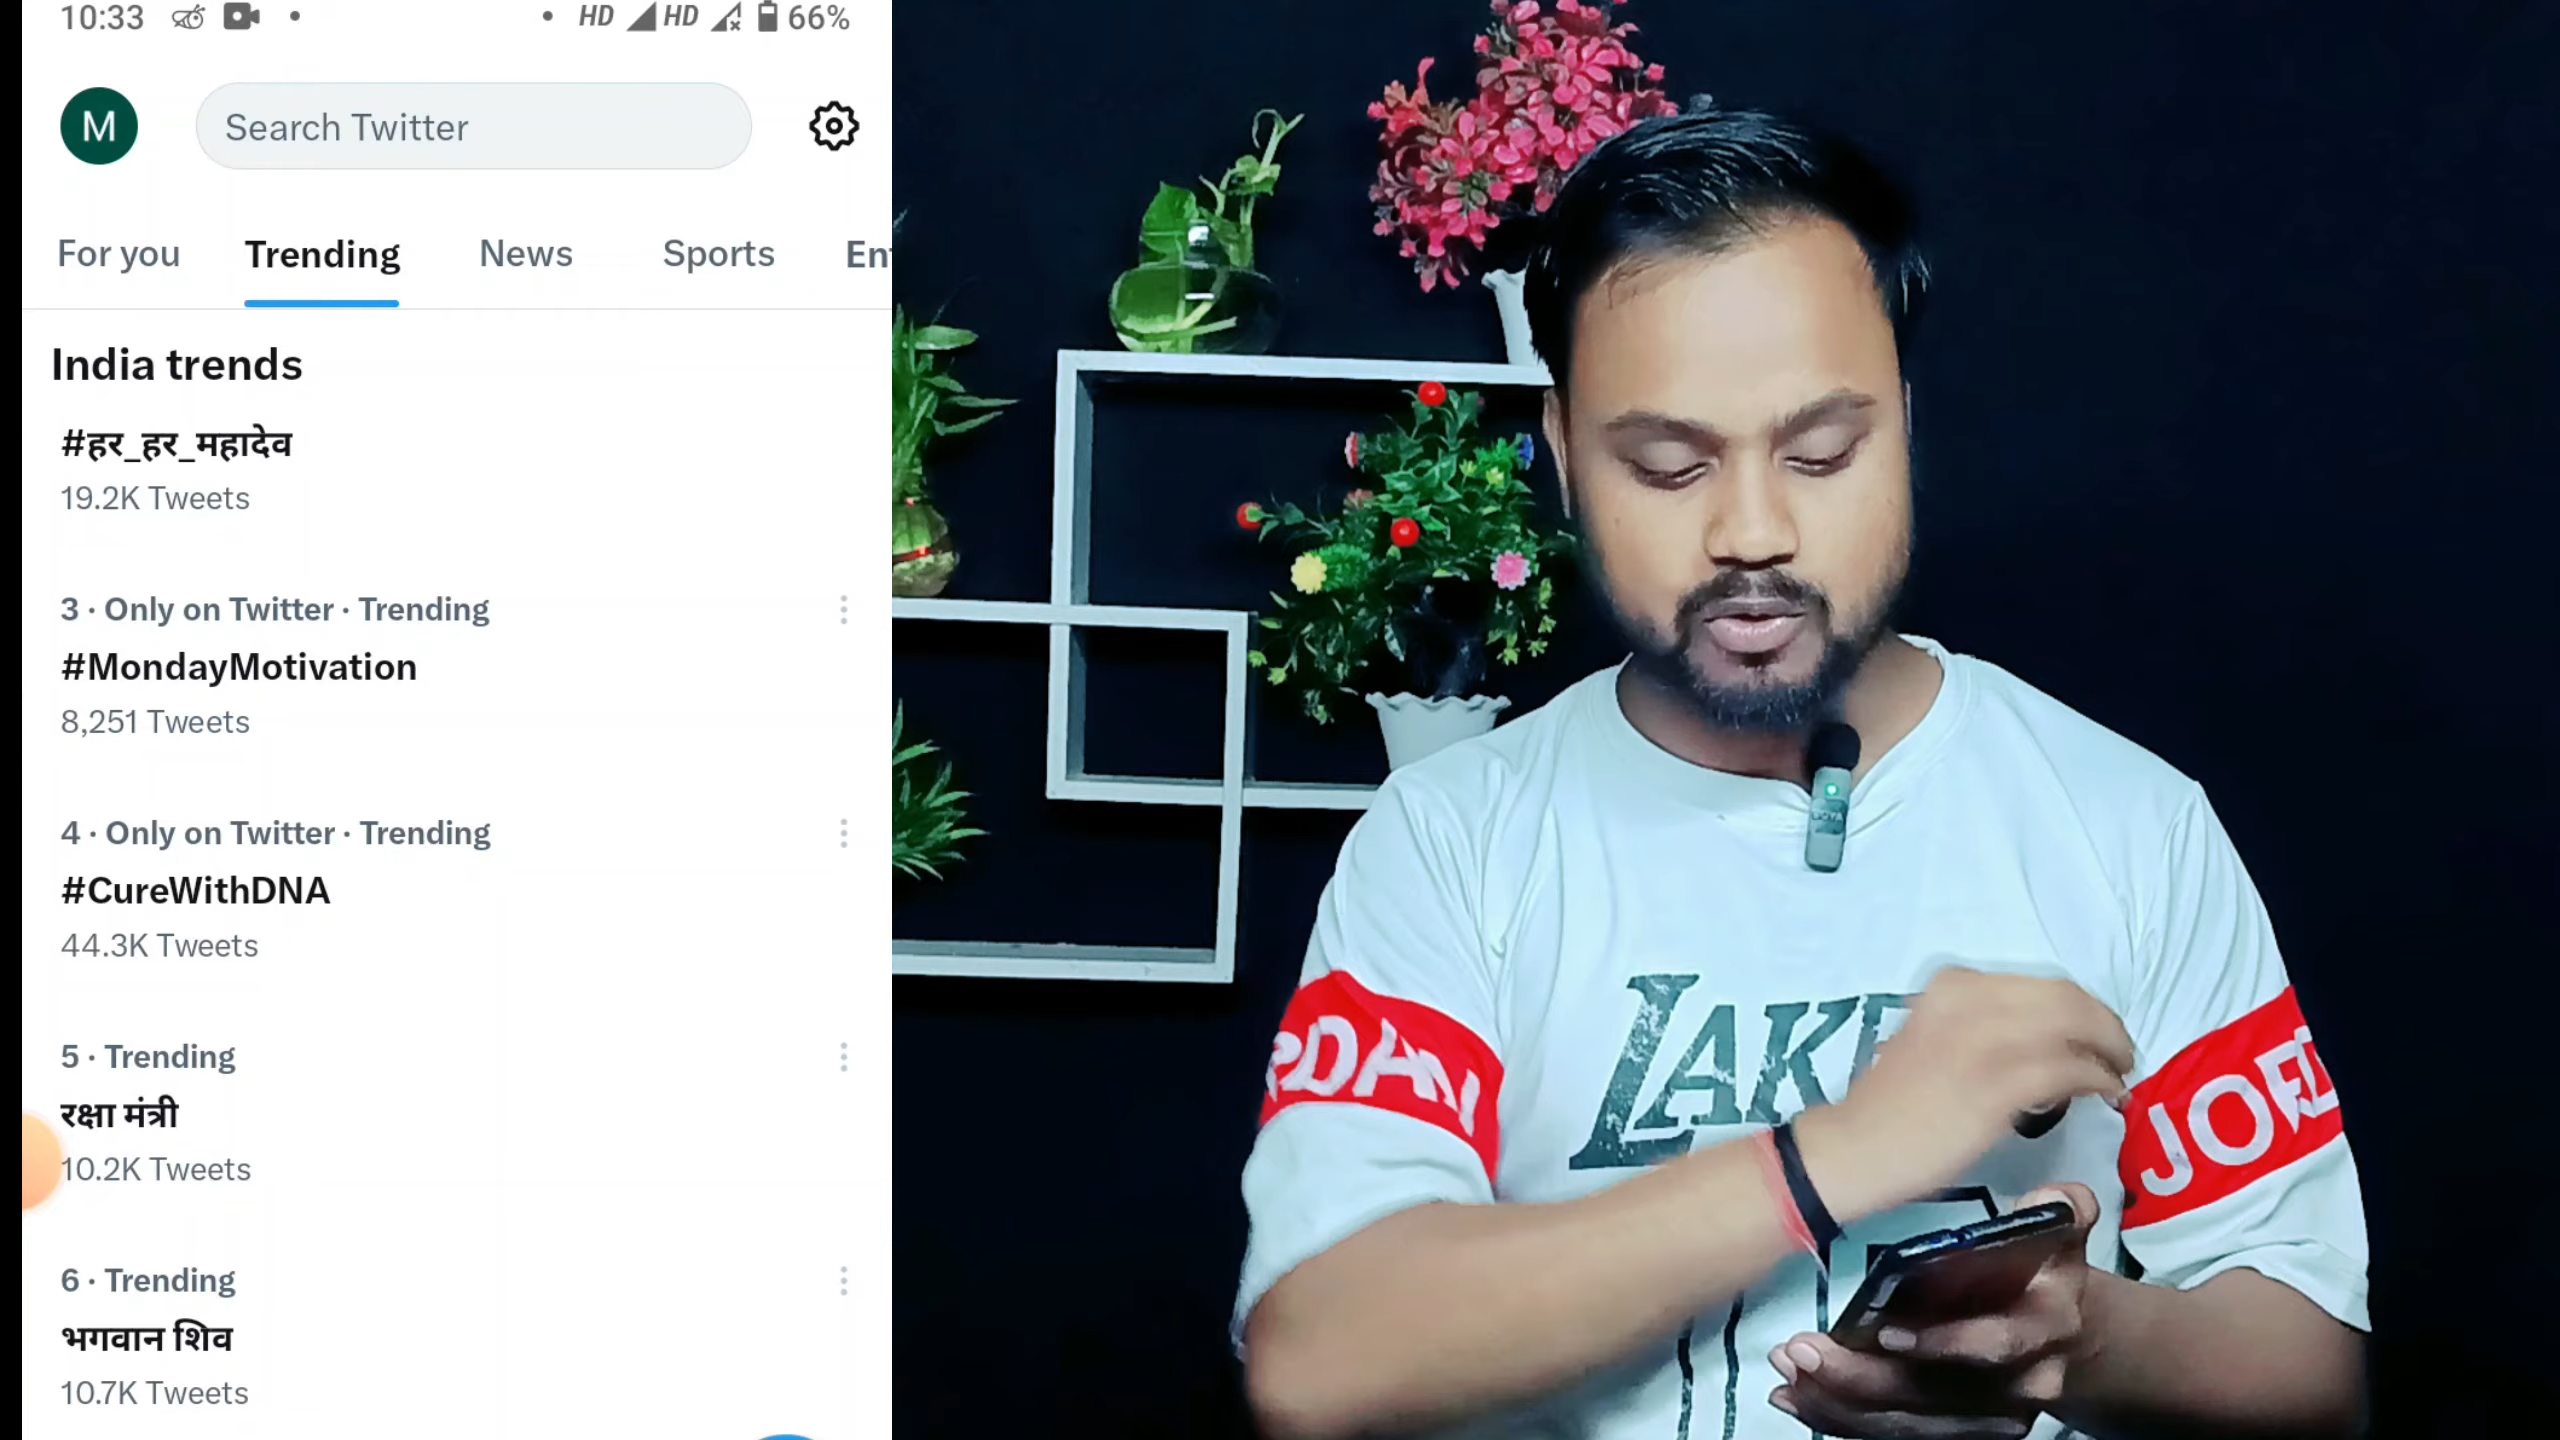 10:33 HD HD 66%
M Search Twitter
For you Trending News Sports
India trends
#हर_हर_महादेव
19.2K Tweets
3 · Only on Twitter · Trending
#MondayMotivation
8,251 Tweets
4 · Only on Twitter · Trending
#CureWithDNA
44.3K Tweets
5 · Trending
रक्षा मंत्री
10.2K Tweets
6 · Trending
भगवान शिव
10.7K Tweets